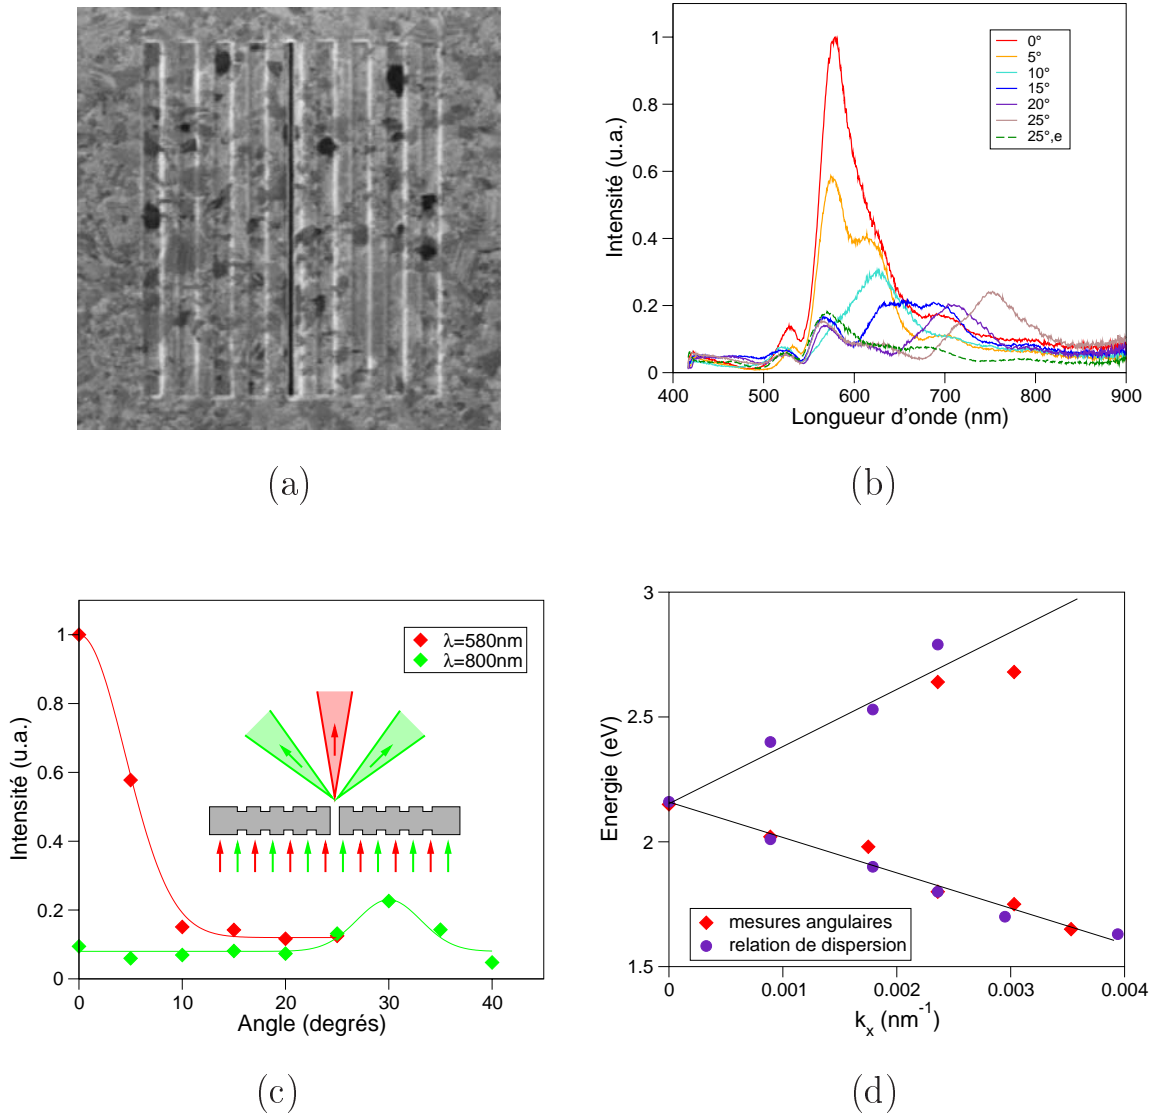 1
0.8
0.6
0.4
0.2
0
400
500
600
700
800
900
Intensité (u.a.)
Longueur d'onde (nm)
0°
5°
10°
15°
20°
25°
25°,e
(a)
(b)
1
0.8
0.6
0.4
0.2
0
0
10
20
30
40
Intensité (u.a.)
Angle (degrés)
λ=580nm
λ=800nm
3
2.5
2
1.5
0
0.001
0.002
0.003
0.004
Energie (eV)
k_x (nm⁻¹)
mesures angulaires
relation de dispersion
(c)
(d)